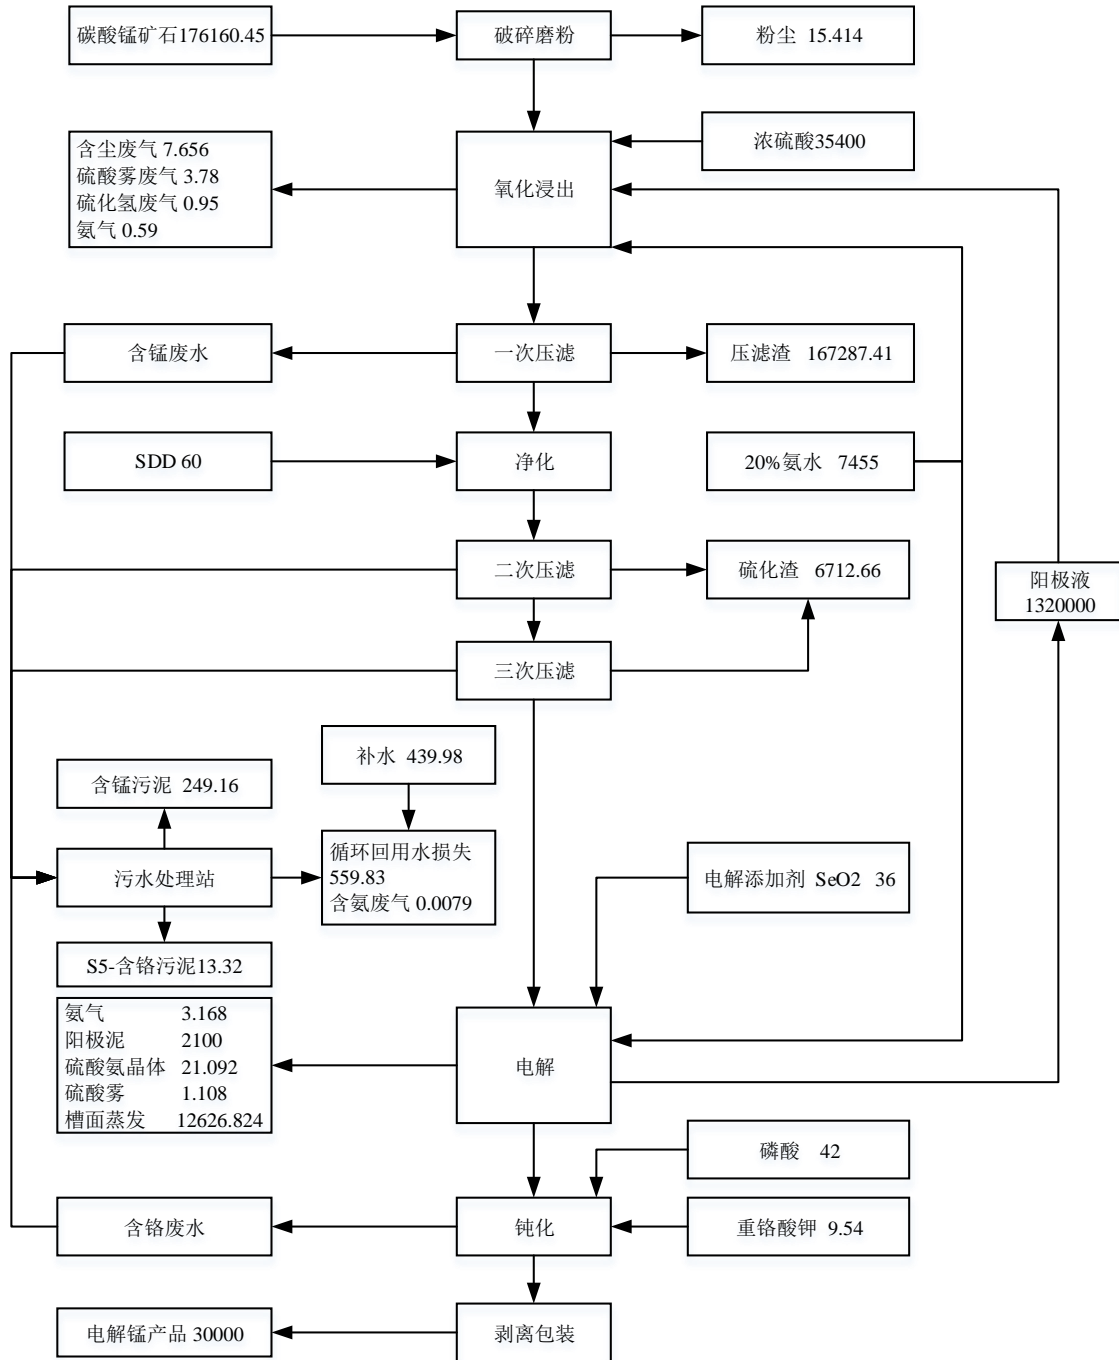 碳酸锰矿石176160.45
破碎磨粉
粉尘 15.414
含尘废气 7.656
硫酸雾废气 3.78
硫化氢废气 0.95
氨气 0.59
氧化浸出
浓硫酸35400
含锰废水
一次压滤
压滤渣 167287.41
SDD 60
净化
20%氨水 7455
二次压滤
硫化渣 6712.66
阳极液
1320000
三次压滤
补水 439.98
含锰污泥 249.16
污水处理站
循环回用水损失
559.83
含氨废气 0.0079
电解添加剂 SeO2 36
S5-含铬污泥13.32
氨气 3.168
阳极泥 2100
硫酸氨晶体 21.092
硫酸雾 1.108
槽面蒸发 12626.824
电解
磷酸 42
含铬废水
钝化
重铬酸钾 9.54
电解锰产品 30000
剥离包装